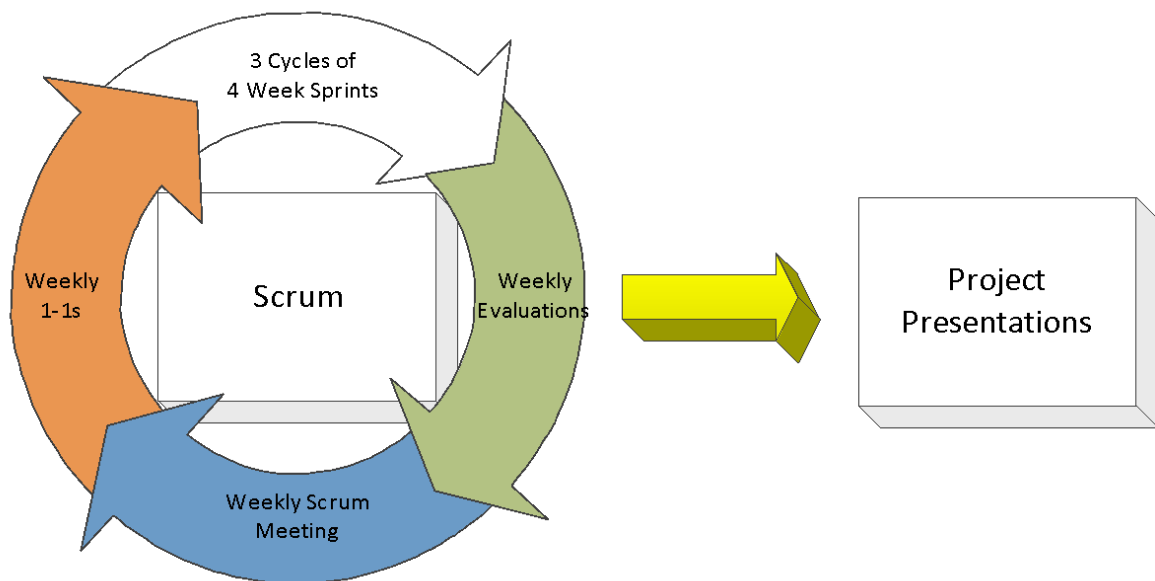 3 Cycles of
4 Week Sprints
Weekly
1-1s
Scrum
Weekly
Evaluations
Weekly Scrum
Meeting
Project
Presentations